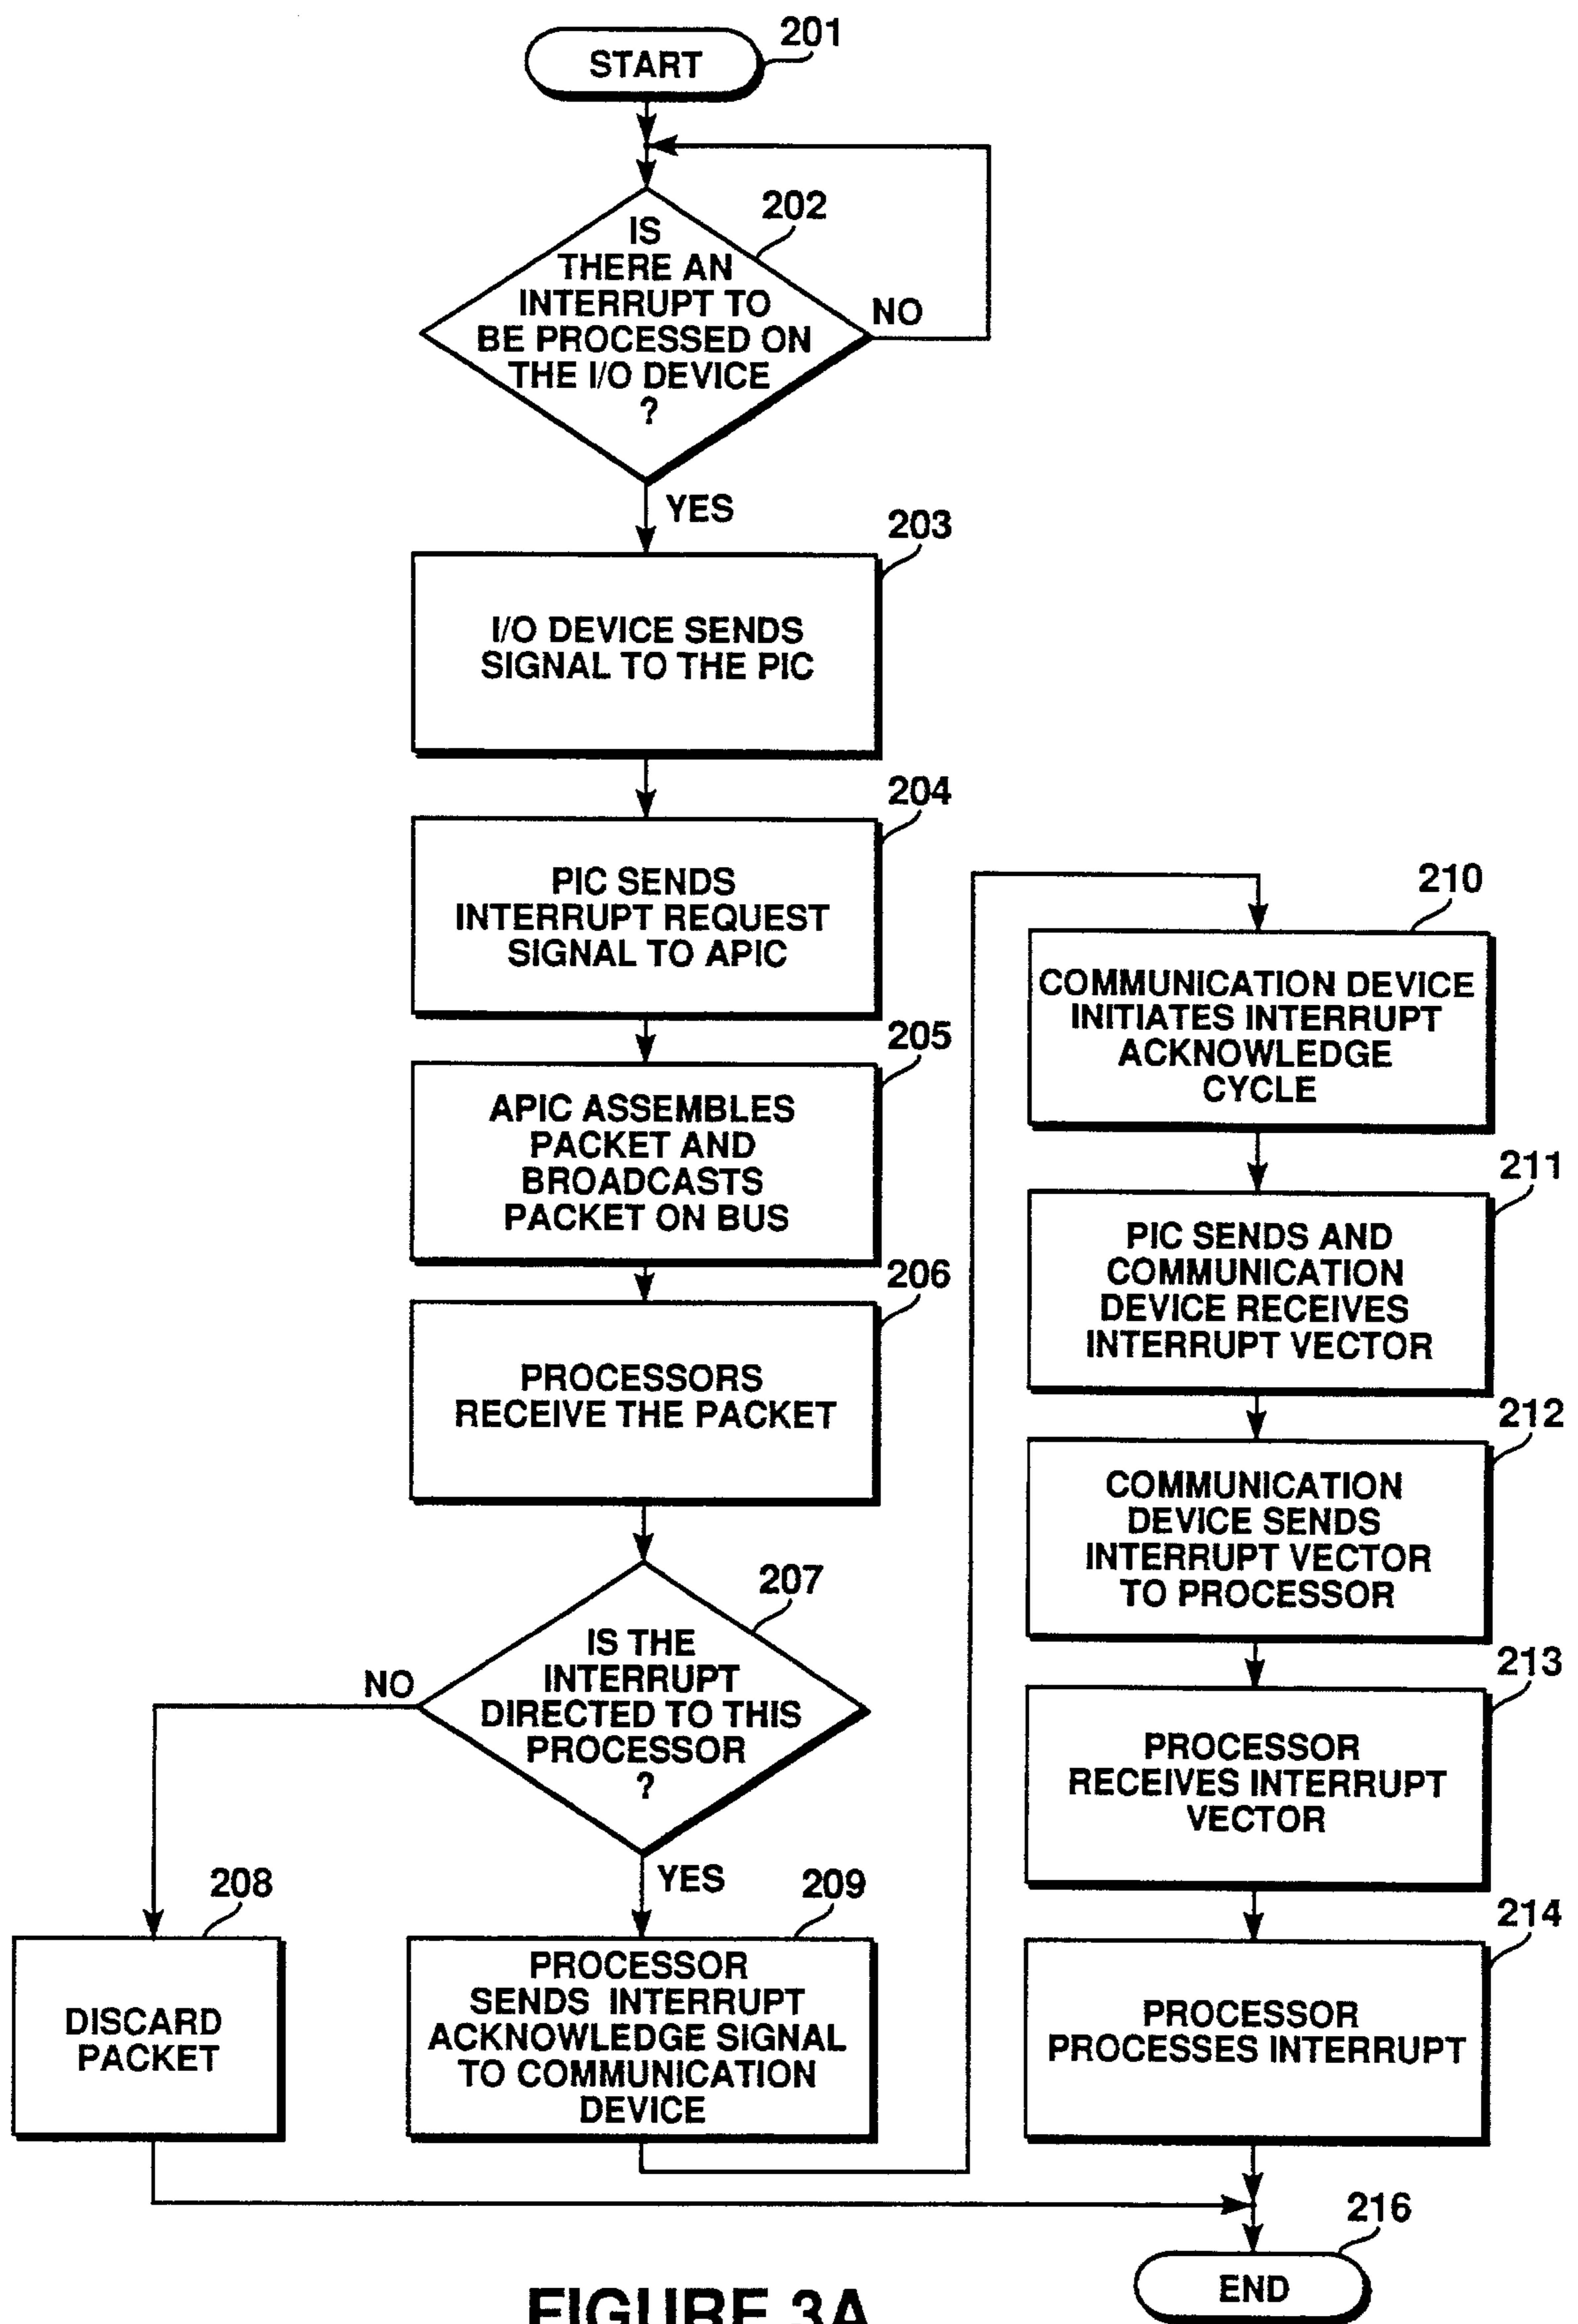 201
START
202
IS
THERE AN
INTERRUPT TO
BE PROCESSED ON
THE I/O DEVICE
?
NO
YES
203
I/O DEVICE SENDS
SIGNAL TO THE PIC
204
PIC SENDS
INTERRUPT REQUEST
SIGNAL TO APIC
205
APIC ASSEMBLES
PACKET AND
BROADCASTS
PACKET ON BUS
206
PROCESSORS
RECEIVE THE PACKET
207
IS THE
INTERRUPT
DIRECTED TO THIS
PROCESSOR
?
NO
YES
208
DISCARD
PACKET
209
PROCESSOR
SENDS INTERRUPT
ACKNOWLEDGE SIGNAL
TO COMMUNICATION
DEVICE
210
COMMUNICATION DEVICE
INITIATES INTERRUPT
ACKNOWLEDGE
CYCLE
211
PIC SENDS AND
COMMUNICATION
DEVICE RECEIVES
INTERRUPT VECTOR
212
COMMUNICATION
DEVICE SENDS
INTERRUPT VECTOR
TO PROCESSOR
213
PROCESSOR
RECEIVES INTERRUPT
VECTOR
214
PROCESSOR
PROCESSES INTERRUPT
216
END
FIGURE 3A